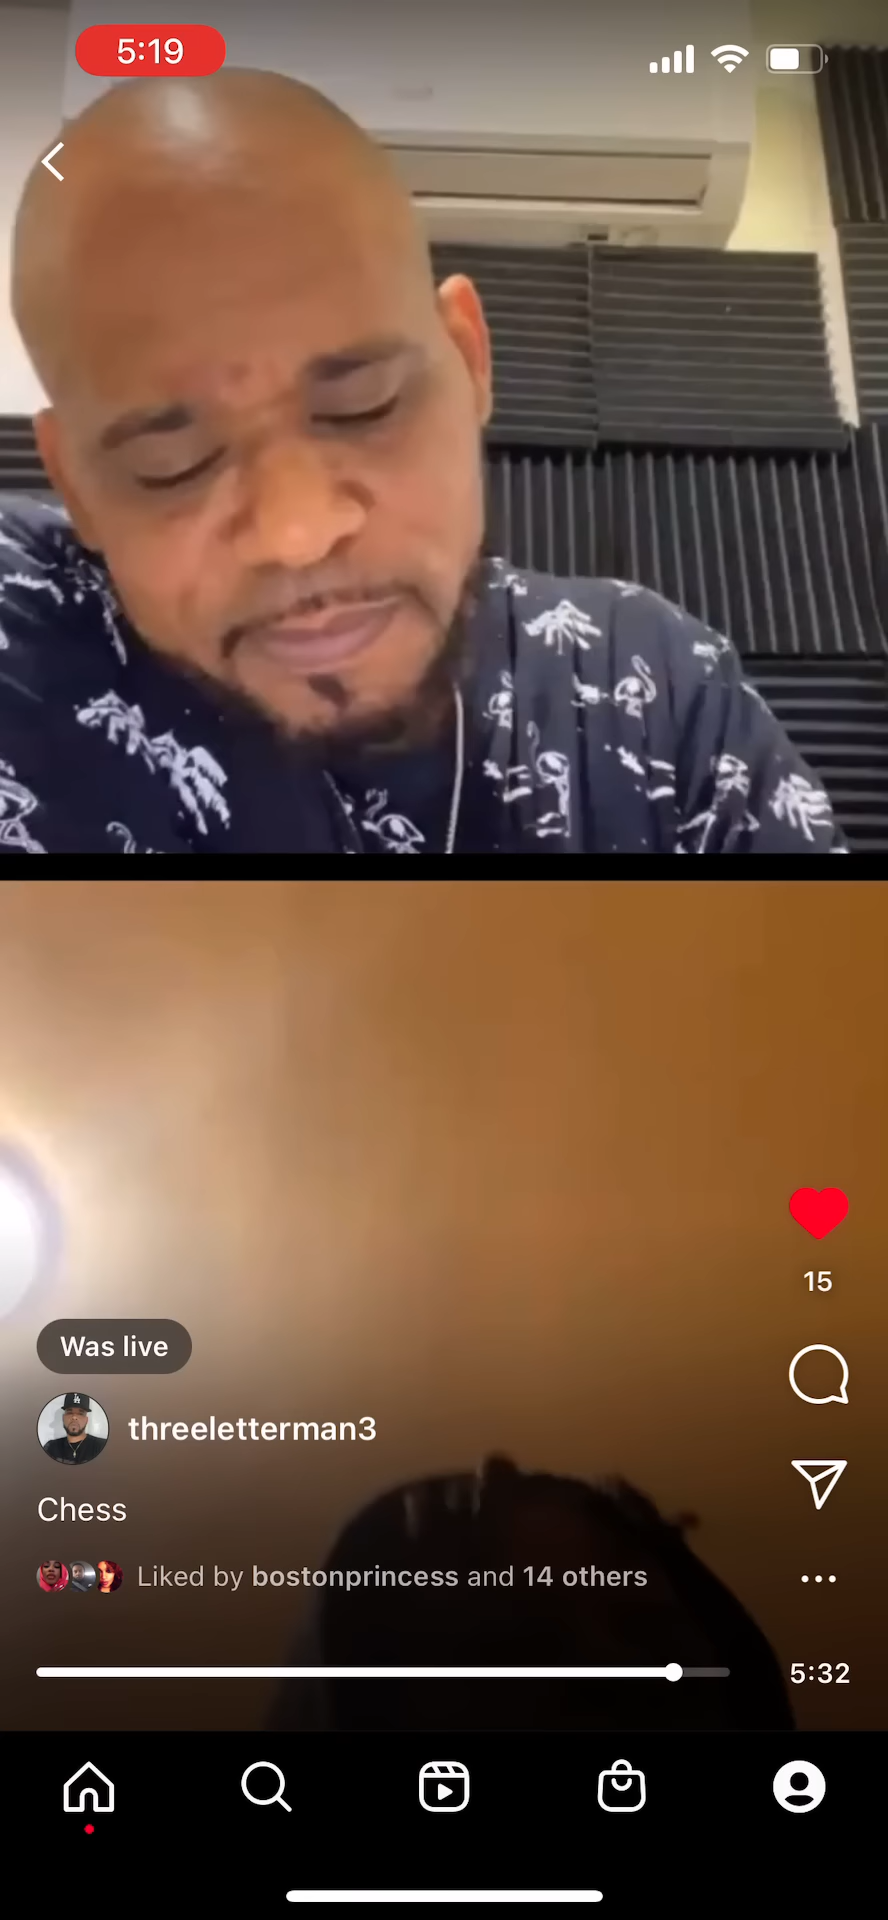 5:19
15
Was live
threeletterman3
Chess
Liked by bostonprincess and 14 others
5:32